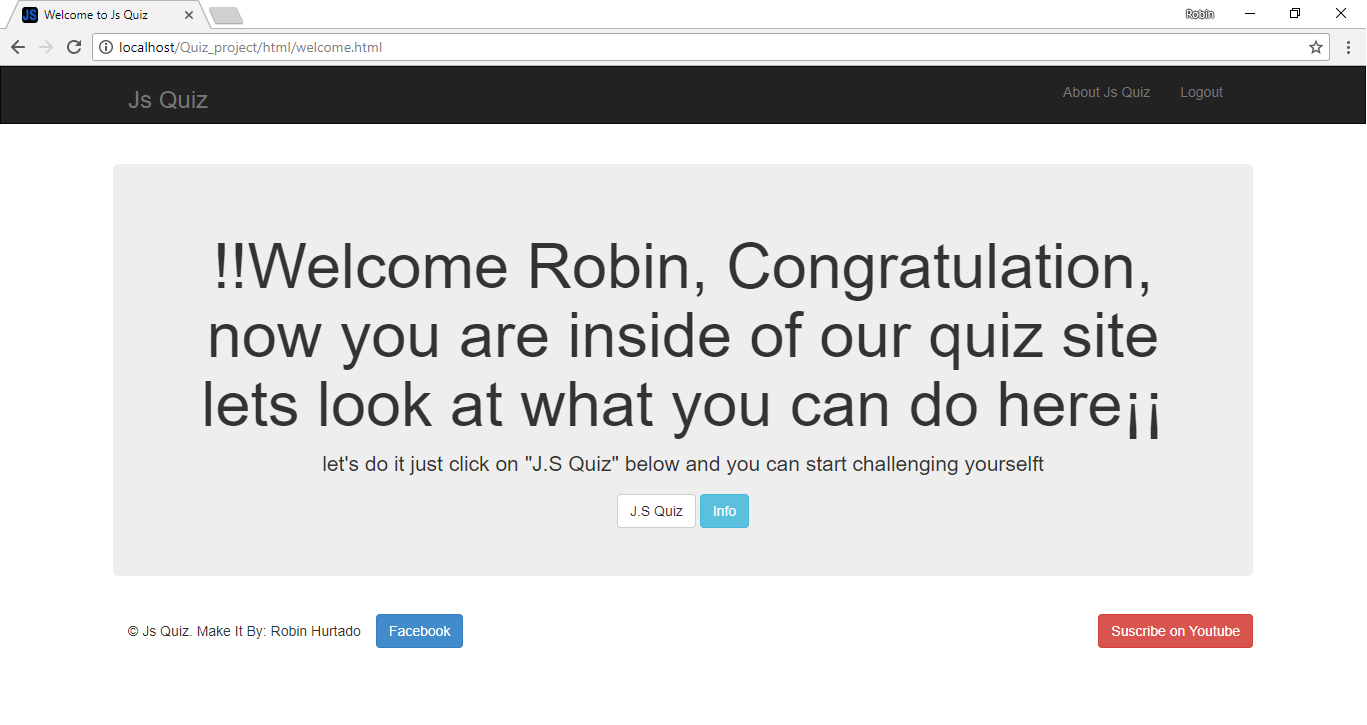 JS Welcome to Js Quiz
Robin
localhost/Quiz_project/html/welcome.html
Js Quiz
About Js Quiz
Logout
!!Welcome Robin, Congratulation,
now you are inside of our quiz site
lets look at what you can do here¡¡
let's do it just click on "J.S Quiz" below and you can start challenging yourselft
J.S Quiz
Info
© Js Quiz. Make It By: Robin Hurtado
Facebook
Suscribe on Youtube